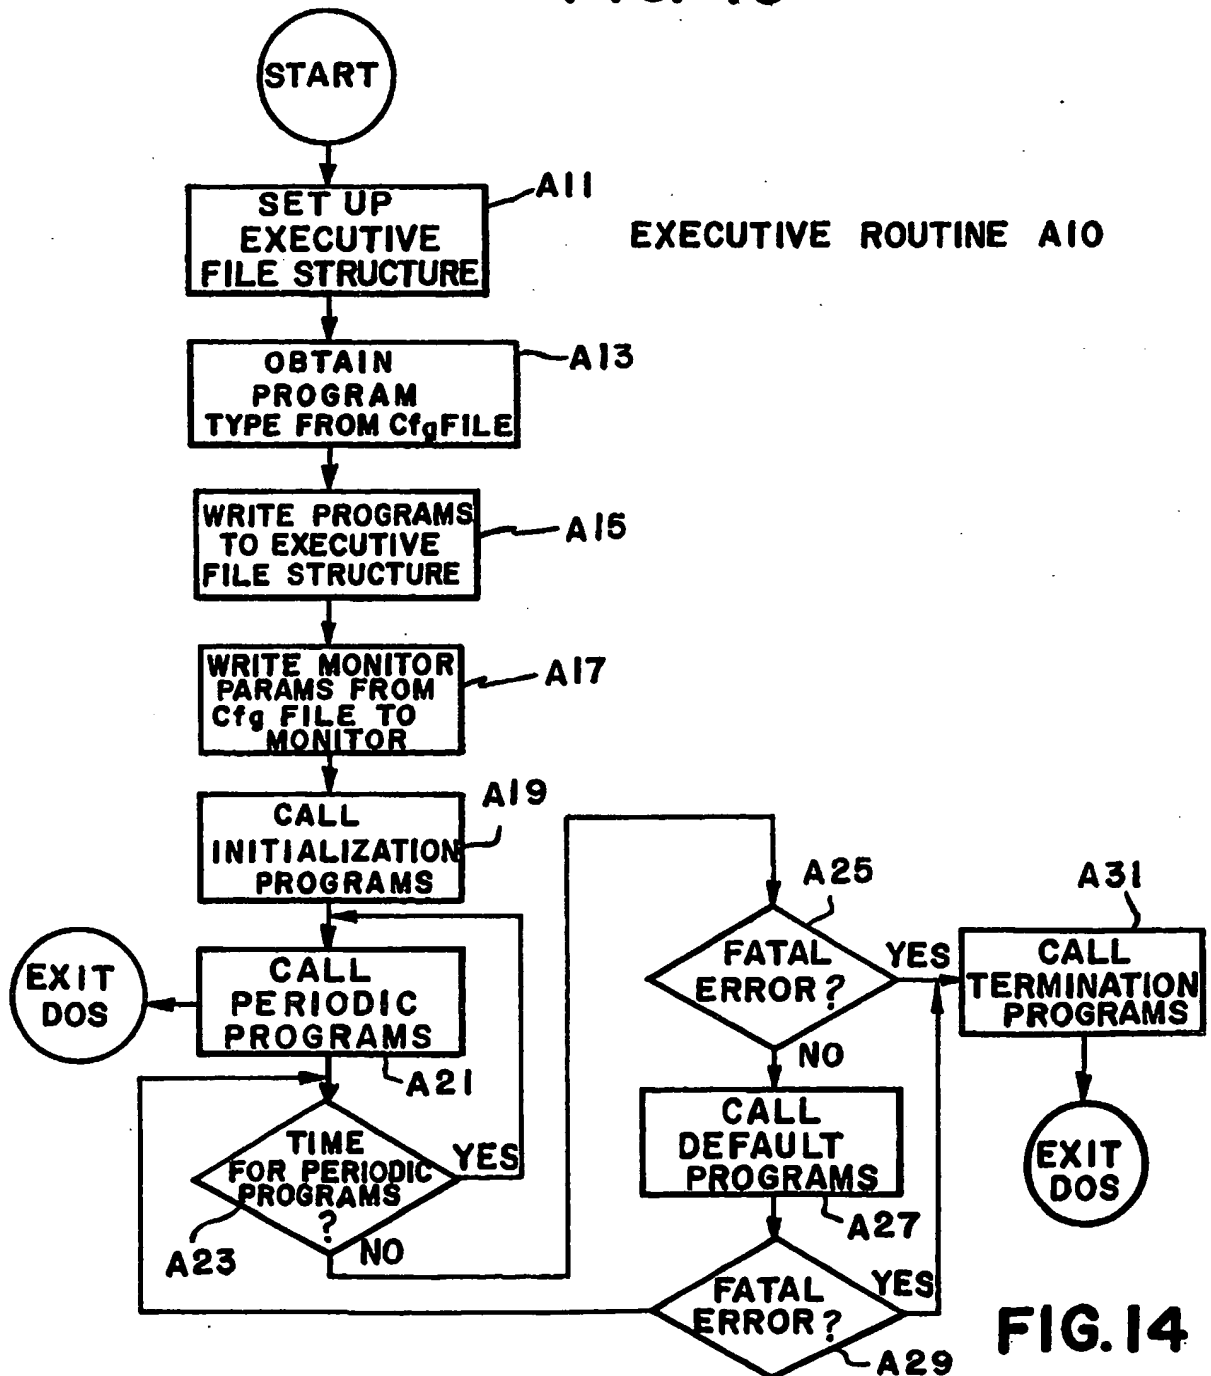 START
A11
SET UP
EXECUTIVE
FILE STRUCTURE
EXECUTIVE ROUTINE A10
A13
OBTAIN
PROGRAM
TYPE FROM Cfg FILE
WRITE PROGRAMS
TO EXECUTIVE
FILE STRUCTURE
A15
WRITE MONITOR
PARAMS FROM
Cfg FILE TO
MONITOR
A17
A19
CALL
INITIALIZATION
PROGRAMS
EXIT
DOS
CALL
PERIODIC
PROGRAMS
A21
TIME
FOR PERIODIC
PROGRAMS
?
YES
NO
A23
A25
FATAL
ERROR?
YES
NO
CALL
DEFAULT
PROGRAMS
A27
FATAL
ERROR?
YES
A29
A31
CALL
TERMINATION
PROGRAMS
EXIT
DOS
FIG. 14